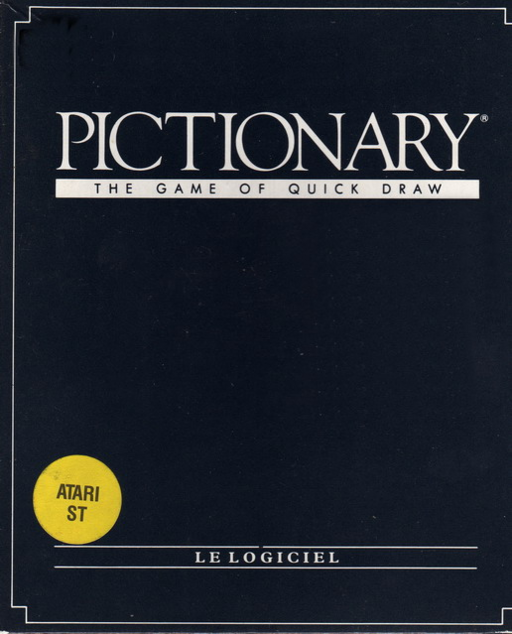 PICTIONARY®
THE GAME OF QUICK DRAW
ATARI
ST
LE LOGICIEL